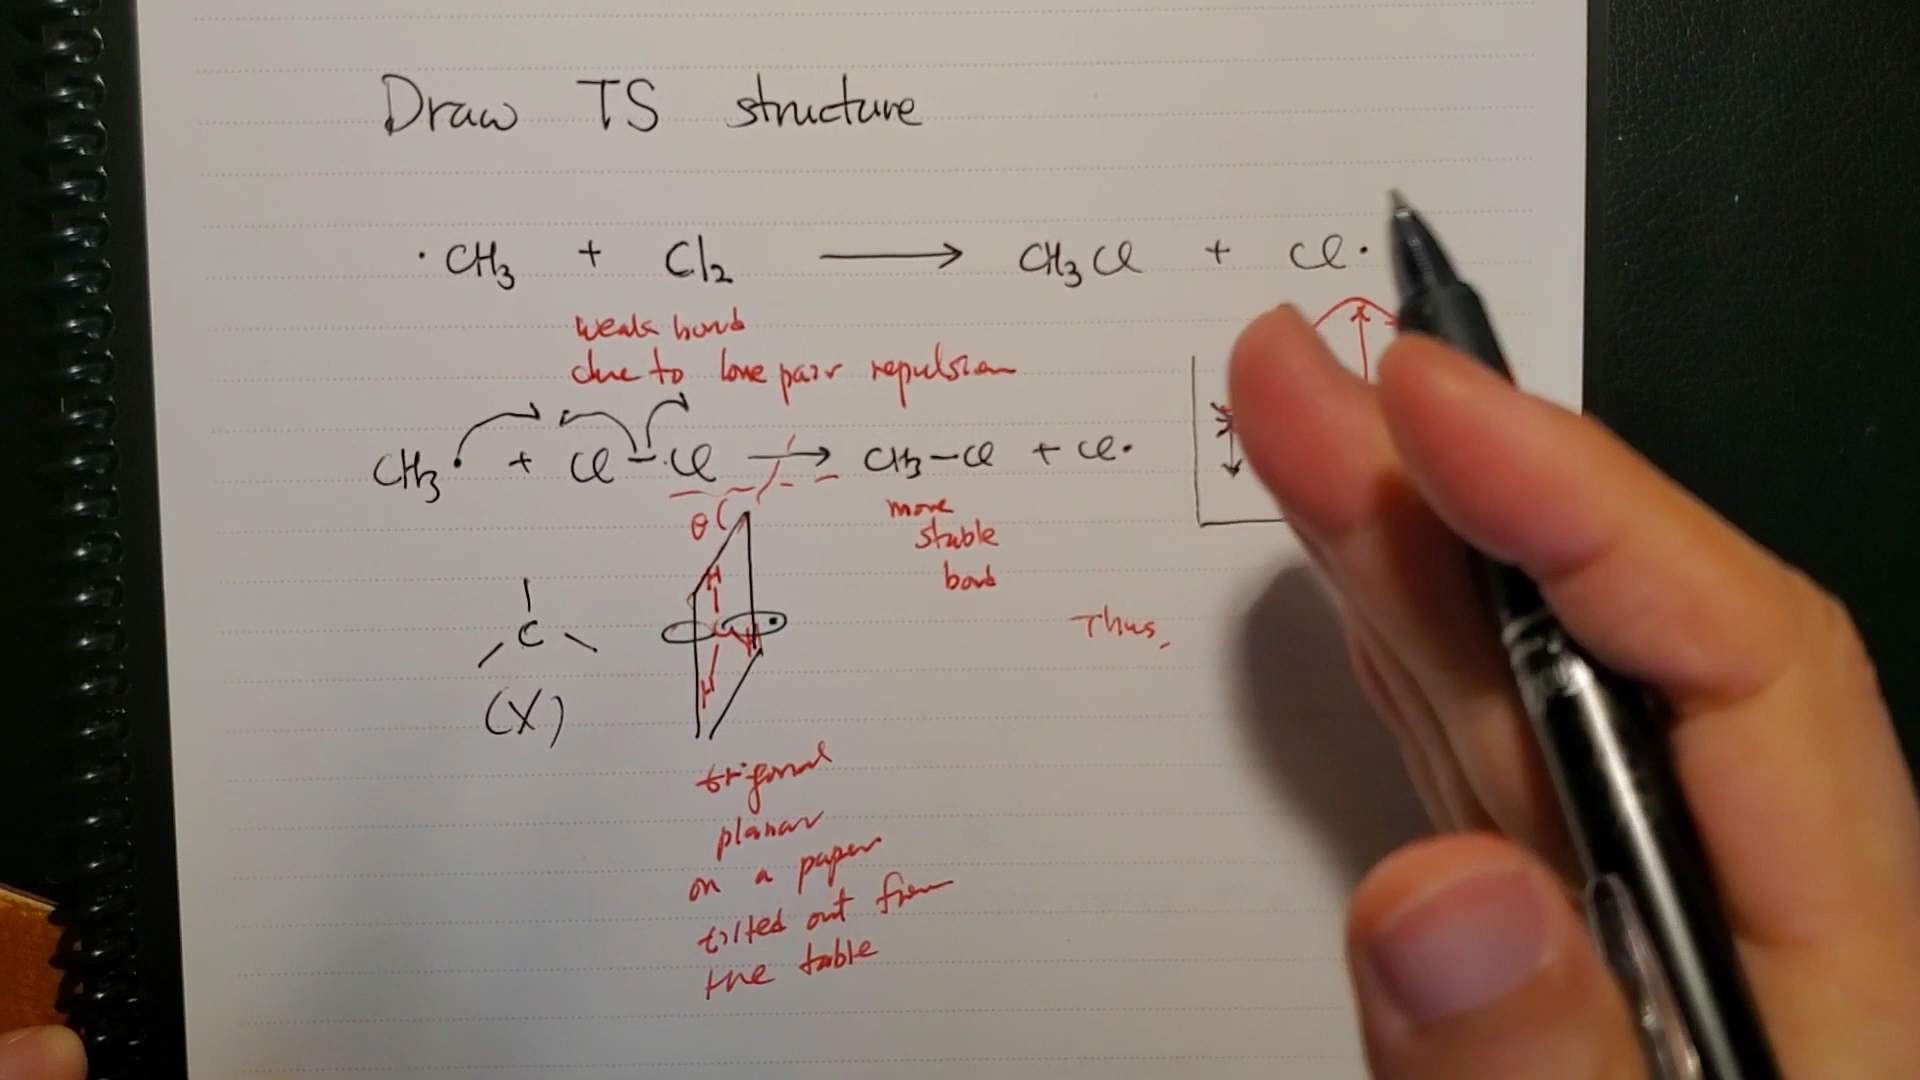 Draw TS structure
·CH3 + Cl2 ⟶ CH3Cl + Cl·
weak bond
due to lone pair repulsion
CH3· + Cl–Cl ⟶ CH3–Cl + Cl·
θ
more
stable
bond
H
C
H
C
H
Thus,
(X)
trigonal
planar
on a paper
tilted out from
the table